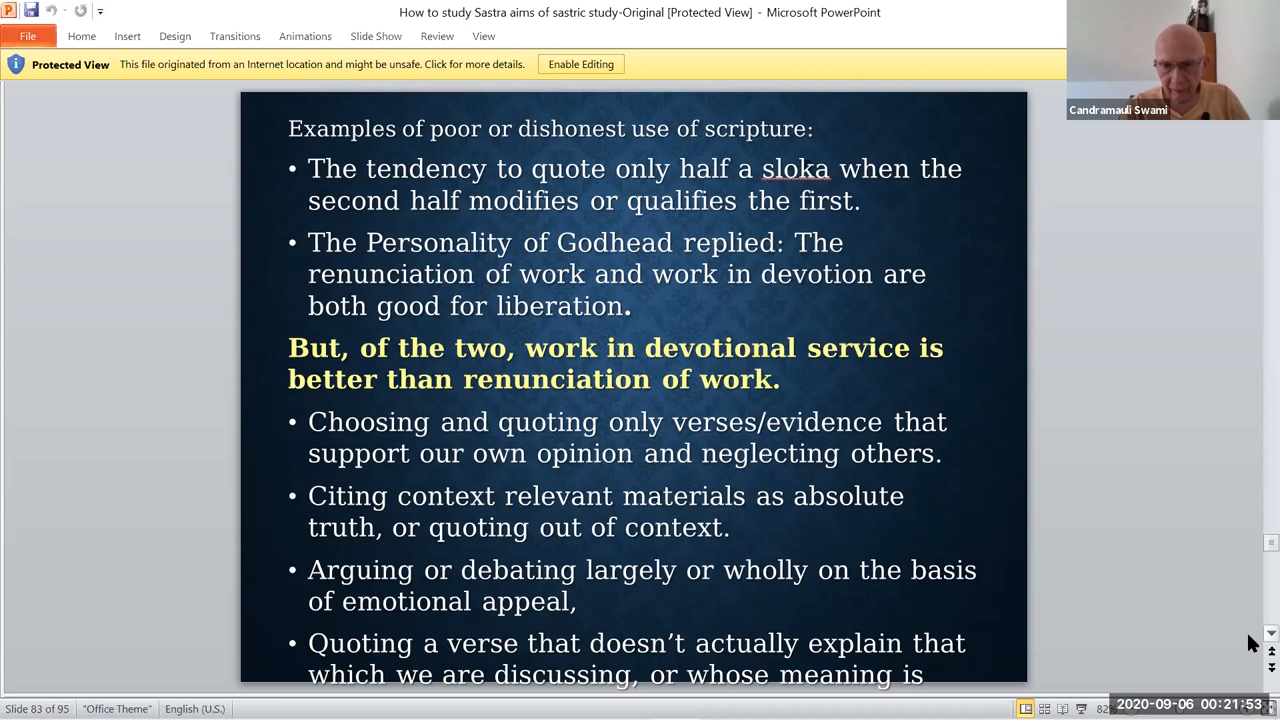 How to study Sastra aims of sastric study-Original [Protected View] - Microsoft PowerPoint
File Home Insert Design Transitions Animations Slide Show Review View
Protected View This file originated from an Internet location and might be unsafe. Click for more details. Enable Editing
Candramauli Swami
Examples of poor or dishonest use of scripture:
• The tendency to quote only half a sloka when the
second half modifies or qualifies the first.
• The Personality of Godhead replied: The
renunciation of work and work in devotion are
both good for liberation.
But, of the two, work in devotional service is
better than renunciation of work.
• Choosing and quoting only verses/evidence that
support our own opinion and neglecting others.
• Citing context relevant materials as absolute
truth, or quoting out of context.
• Arguing or debating largely or wholly on the basis
of emotional appeal,
• Quoting a verse that doesn’t actually explain that
which we are discussing, or whose meaning is
Slide 83 of 95 "Office Theme" English (U.S.)
2020-09-06 00:21:53